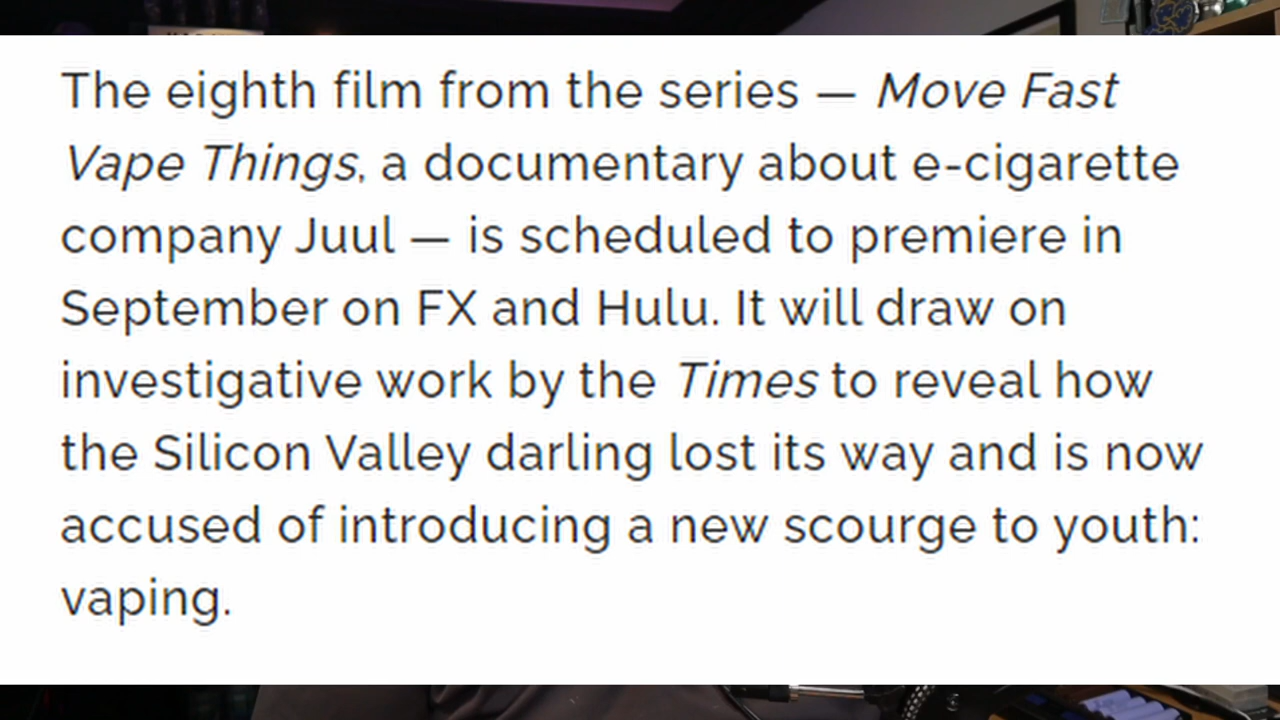 The eighth film from the series — Move Fast
Vape Things, a documentary about e-cigarette
company Juul — is scheduled to premiere in
September on FX and Hulu. It will draw on
investigative work by the Times to reveal how
the Silicon Valley darling lost its way and is now
accused of introducing a new scourge to youth:
vaping.